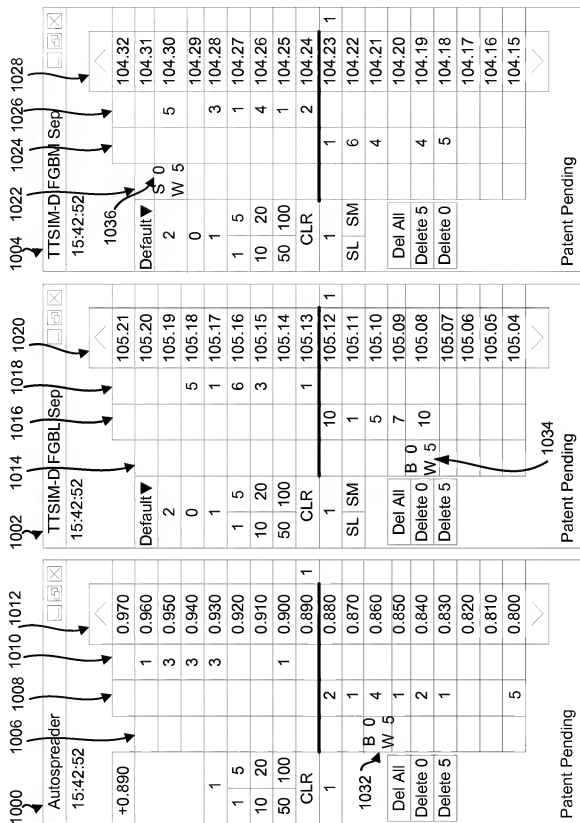 1000 1006 1008 1010 1012
Autospreader
15:42:52
+0.890 0.970
1 0.960
3 0.950
3 0.940
1 3 0.930
1 5 0.920
10 20 0.910
50 100 1 0.900
CLR 0.890 1
1 2 0.880
1 0.870
1032 B 0 4 0.860
W 5
Del All 1 0.850
Delete 0 2 0.840
Delete 5 1 0.830
0.820
0.810
5 0.800
Patent Pending
1002 1014 1016 1018 1020
TTSIM-D FGBL Sep
15:42:52
105.21
Default 105.20
2 105.19
0 5 105.18
1 1 105.17
1 5 6 105.16
10 20 3 105.15
50 100 105.14
CLR 1 105.13
1 10 105.12 1
SL SM 1 105.11
5 105.10
Del All 7 105.09
Delete 0 B 0 10 105.08
W 5
Delete 5 105.07
105.06
105.05
105.04
1034
Patent Pending
1004 1022 1024 1026 1028
TTSIM-D FGBM Sep
15:42:52
1036
104.32
Default 104.31
S 0
W 5
2 5 104.30
0 104.29
1 3 104.28
1 5 1 104.27
10 20 4 104.26
50 100 1 104.25
CLR 2 104.24
1 1 104.23 1
SL SM 6 104.22
4 104.21
Del All 104.20
Delete 5 4 104.19
Delete 0 5 104.18
104.17
104.16
104.15
Patent Pending